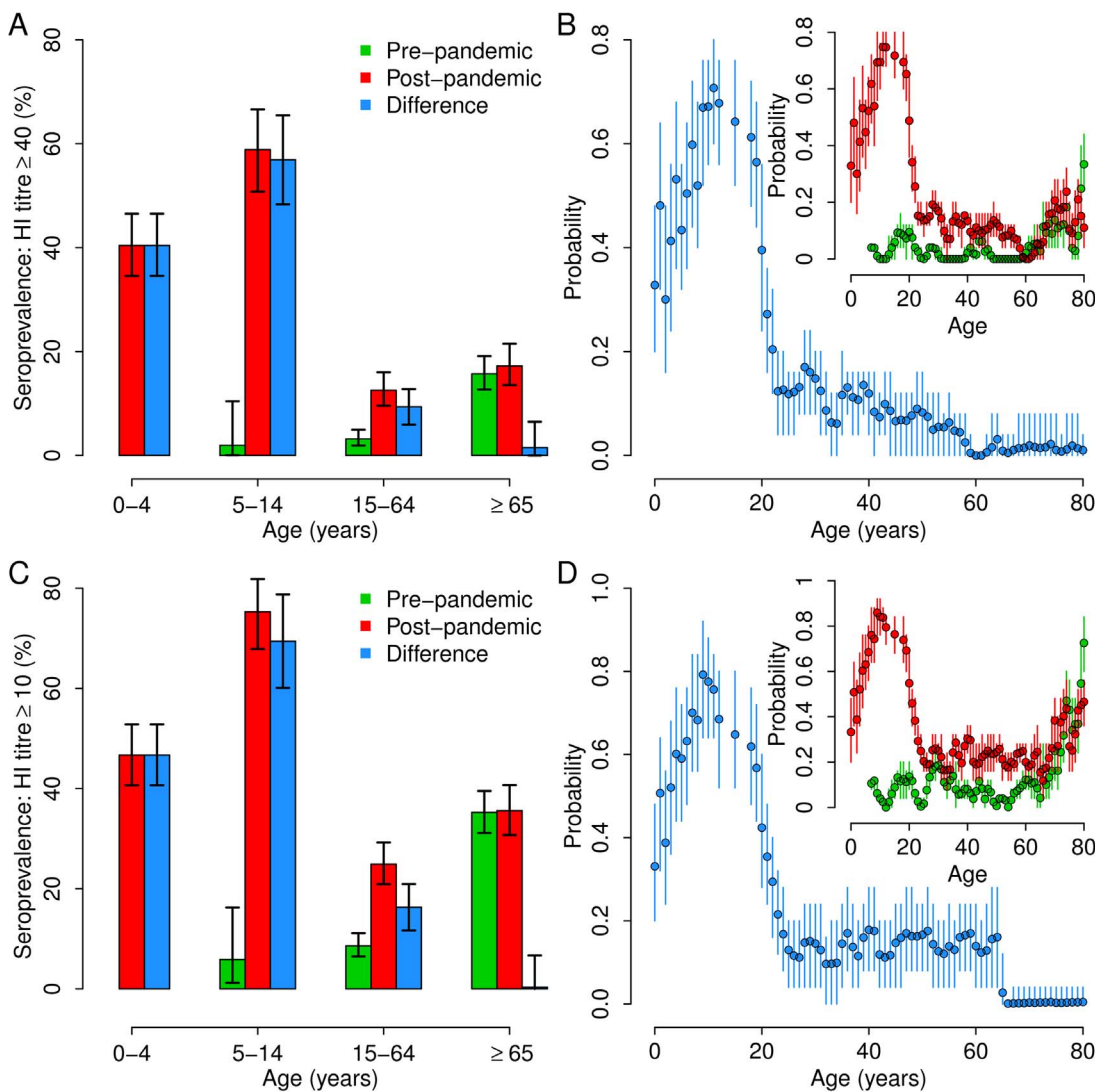 A
Seroprevalence: HI titre ≥ 40 (%)
0
20
40
60
80
Pre−pandemic
Post−pandemic
Difference
0−4
5−14
15−64
≥ 65
Age (years)
B
Probability
0.0
0.2
0.4
0.6
0.8
0
20
40
60
80
Age (years)
Probability
0
0.2
0.4
0.6
0.8
0
20
40
60
80
Age
C
Seroprevalence: HI titre ≥ 10 (%)
0
20
40
60
80
Pre−pandemic
Post−pandemic
Difference
0−4
5−14
15−64
≥ 65
Age (years)
D
Probability
0.0
0.2
0.4
0.6
0.8
1.0
0
20
40
60
80
Age (years)
Probability
0
0.2
0.4
0.6
0.8
1
0
20
40
60
80
Age